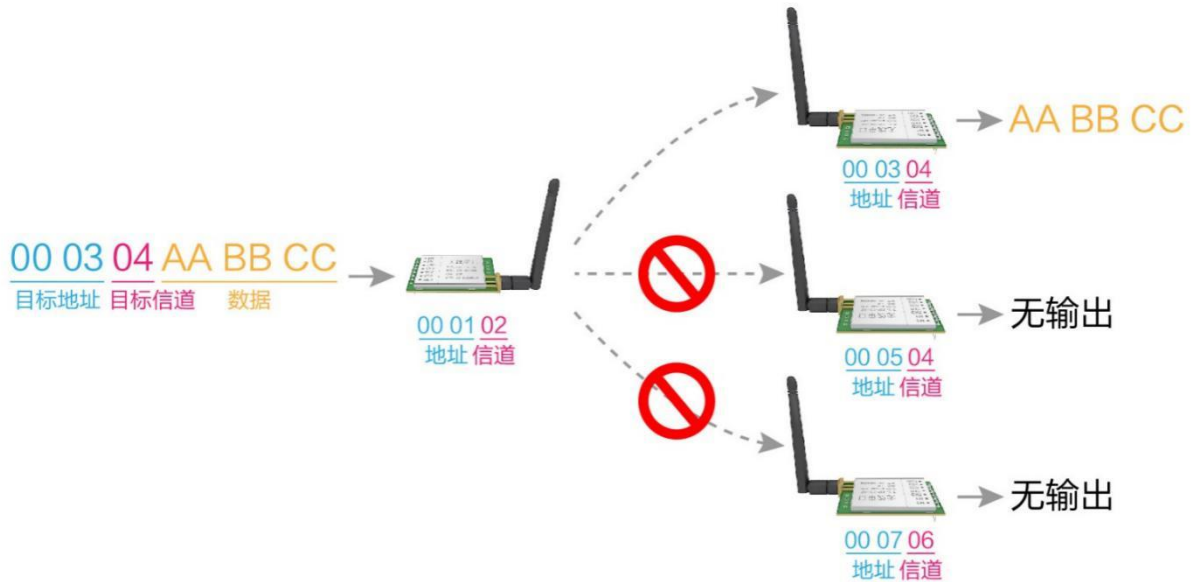 AA BB CC
00 03 04
地址 信道
00 03 04 AA BB CC
目标地址 目标信道 数据
00 01 02
地址 信道
无输出
00 05 04
地址 信道
无输出
00 07 06
地址 信道